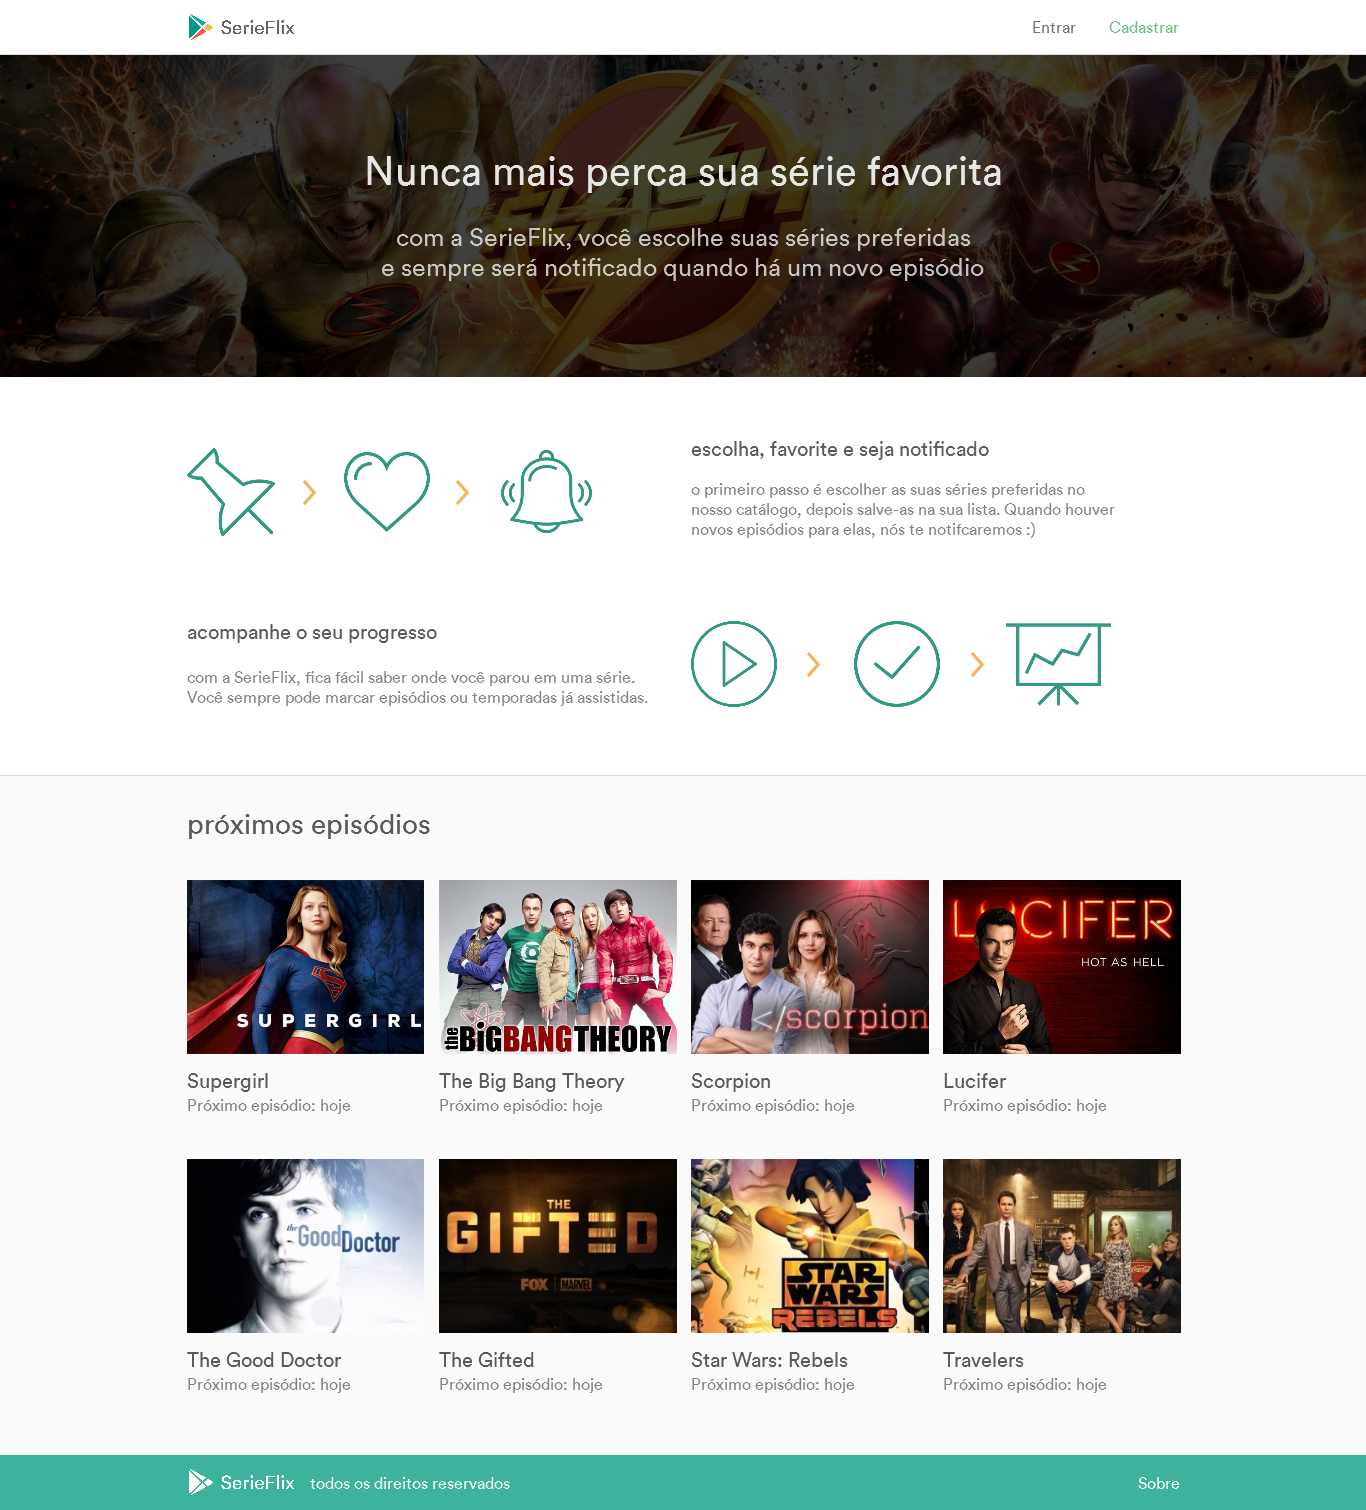 SerieFlix
Entrar
Cadastrar
THE FLASH
Nunca mais perca sua série favorita
com a SerieFlix, você escolhe suas séries preferidas
e sempre será notificado quando há um novo episódio
escolha, favorite e seja notificado
o primeiro passo é escolher as suas séries preferidas no
nosso catálogo, depois salve-as na sua lista. Quando houver
novos episódios para elas, nós te notifcaremos :)
acompanhe o seu progresso
com a SerieFlix, fica fácil saber onde você parou em uma série.
Você sempre pode marcar episódios ou temporadas já assistidas.
próximos episódios
SUPERGIRL
the BIGBANGTHEORY
</scorpion
LUCIFER
HOT AS HELL
Supergirl
The Big Bang Theory
Scorpion
Lucifer
Próximo episódio: hoje
Próximo episódio: hoje
Próximo episódio: hoje
Próximo episódio: hoje
the GoodDoctor
THE
GIFTED
FOX MARVEL
STAR
WARS
REBELS
The Good Doctor
The Gifted
Star Wars: Rebels
Travelers
Próximo episódio: hoje
Próximo episódio: hoje
Próximo episódio: hoje
Próximo episódio: hoje
SerieFlix
todos os direitos reservados
Sobre